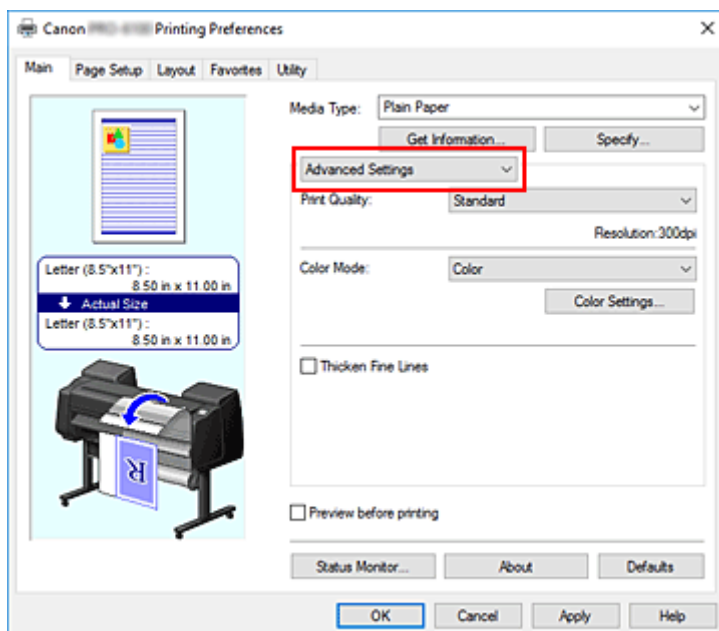 Canon Printing Preferences
Main Page Setup Layout Favorites Utility
Media Type: Plain Paper
Get Information... Specify...
Advanced Settings
Print Quality: Standard
Resolution:300dpi
Letter (8.5"x11") :
8.50 in x 11.00 in
Actual Size
Letter (8.5"x11") :
8.50 in x 11.00 in
Color Mode: Color
Color Settings...
Thicken Fine Lines
R
Preview before printing
Status Monitor... About Defaults
OK Cancel Apply Help